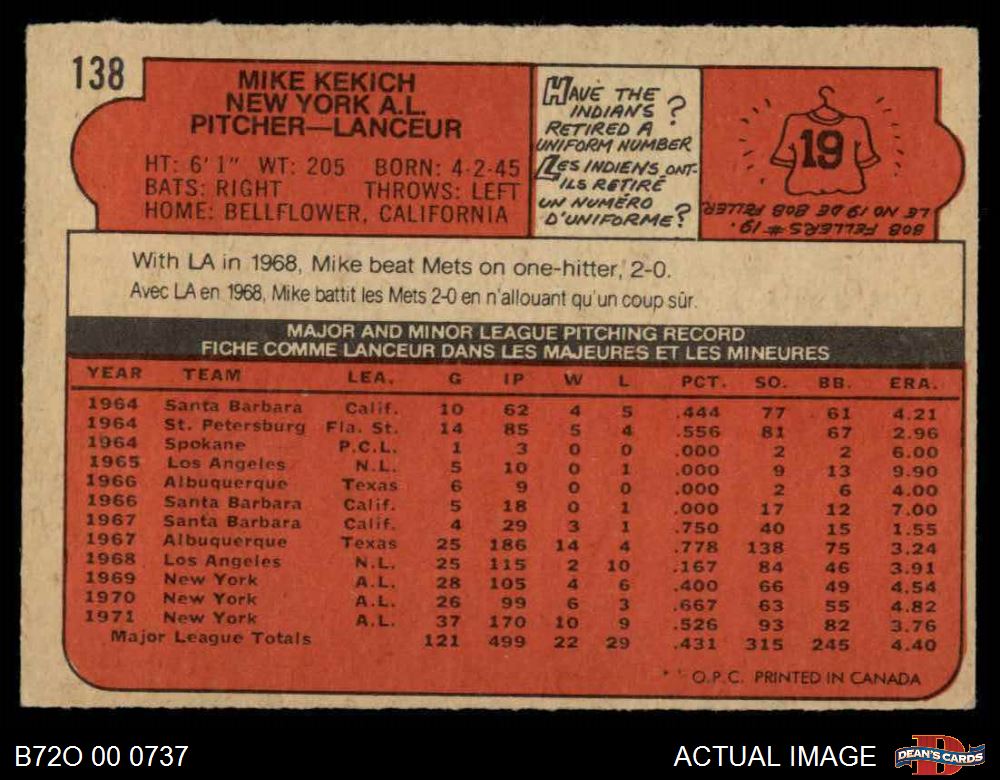 138
MIKE KEKICH
NEW YORK A.L.
PITCHER—LANCEUR
HT: 6'1" WT: 205 BORN: 4-2-45
BATS: RIGHT THROWS: LEFT
HOME: BELLFLOWER, CALIFORNIA
HAVE THE
INDIAN'S ?
RETIRED A
UNIFORM NUMBER
LES INDIENS ONT-
ILS RETIRÉ
UN NUMÉRO
D'UNIFORME?
19
BOB FELLERS # 19.
LE NO 19 DE BOB FELLER
With LA in 1968, Mike beat Mets on one-hitter, 2-0.
Avec LA en 1968, Mike battit les Mets 2-0 en n'allouant qu'un coup sûr.
MAJOR AND MINOR LEAGUE PITCHING RECORD
FICHE COMME LANCEUR DANS LES MAJEURES ET LES MINEURES
YEAR TEAM LEA. G IP W L PCT. SO. BB. ERA.
1964 Santa Barbara Calif. 10 62 4 5 .444 77 61 4.21
1964 St. Petersburg Fla. St. 14 85 5 4 .556 81 67 2.96
1964 Spokane P.C.L. 1 3 0 0 .000 2 2 6.00
1965 Los Angeles N.L. 5 10 0 1 .000 9 13 9.90
1966 Albuquerque Texas 6 9 0 0 .000 2 6 4.00
1966 Santa Barbara Calif. 5 18 0 1 .000 17 12 7.00
1967 Santa Barbara Calif. 4 29 3 1 .750 40 15 1.55
1967 Albuquerque Texas 25 186 14 4 .778 138 75 3.24
1968 Los Angeles N.L. 25 115 2 10 .167 84 46 3.91
1969 New York A.L. 28 105 4 6 .400 66 49 4.54
1970 New York A.L. 26 99 6 3 .667 63 55 4.82
1971 New York A.L. 37 170 10 9 .526 93 82 3.76
Major League Totals 121 499 22 29 .431 315 245 4.40
* * O.P.C. PRINTED IN CANADA
B72O 00 0737
ACTUAL IMAGE
DEAN'S CARDS